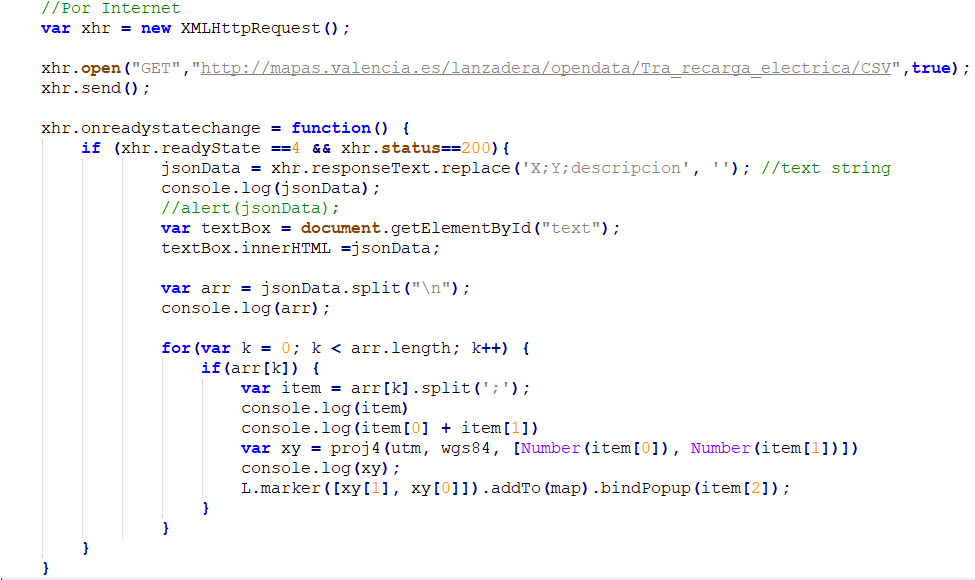 //Por Internet
var xhr = new XMLHttpRequest();
xhr.open("GET","http://mapas.valencia.es/lanzadera/opendata/Tra_recarga_electrica/CSV",true);
xhr.send();
xhr.onreadystatechange = function() {
if (xhr.readyState ==4 && xhr.status==200){
jsonData = xhr.responseText.replace('X;Y;descripcion', ''); //text string
console.log(jsonData);
//alert(jsonData);
var textBox = document.getElementById("text");
textBox.innerHTML =jsonData;
var arr = jsonData.split("\n");
console.log(arr);
for(var k = 0; k < arr.length; k++) {
if(arr[k]) {
var item = arr[k].split(';');
console.log(item)
console.log(item[0] + item[1])
var xy = proj4(utm, wgs84, [Number(item[0]), Number(item[1])])
console.log(xy);
L.marker([xy[1], xy[0]]).addTo(map).bindPopup(item[2]);
}
}
}
}